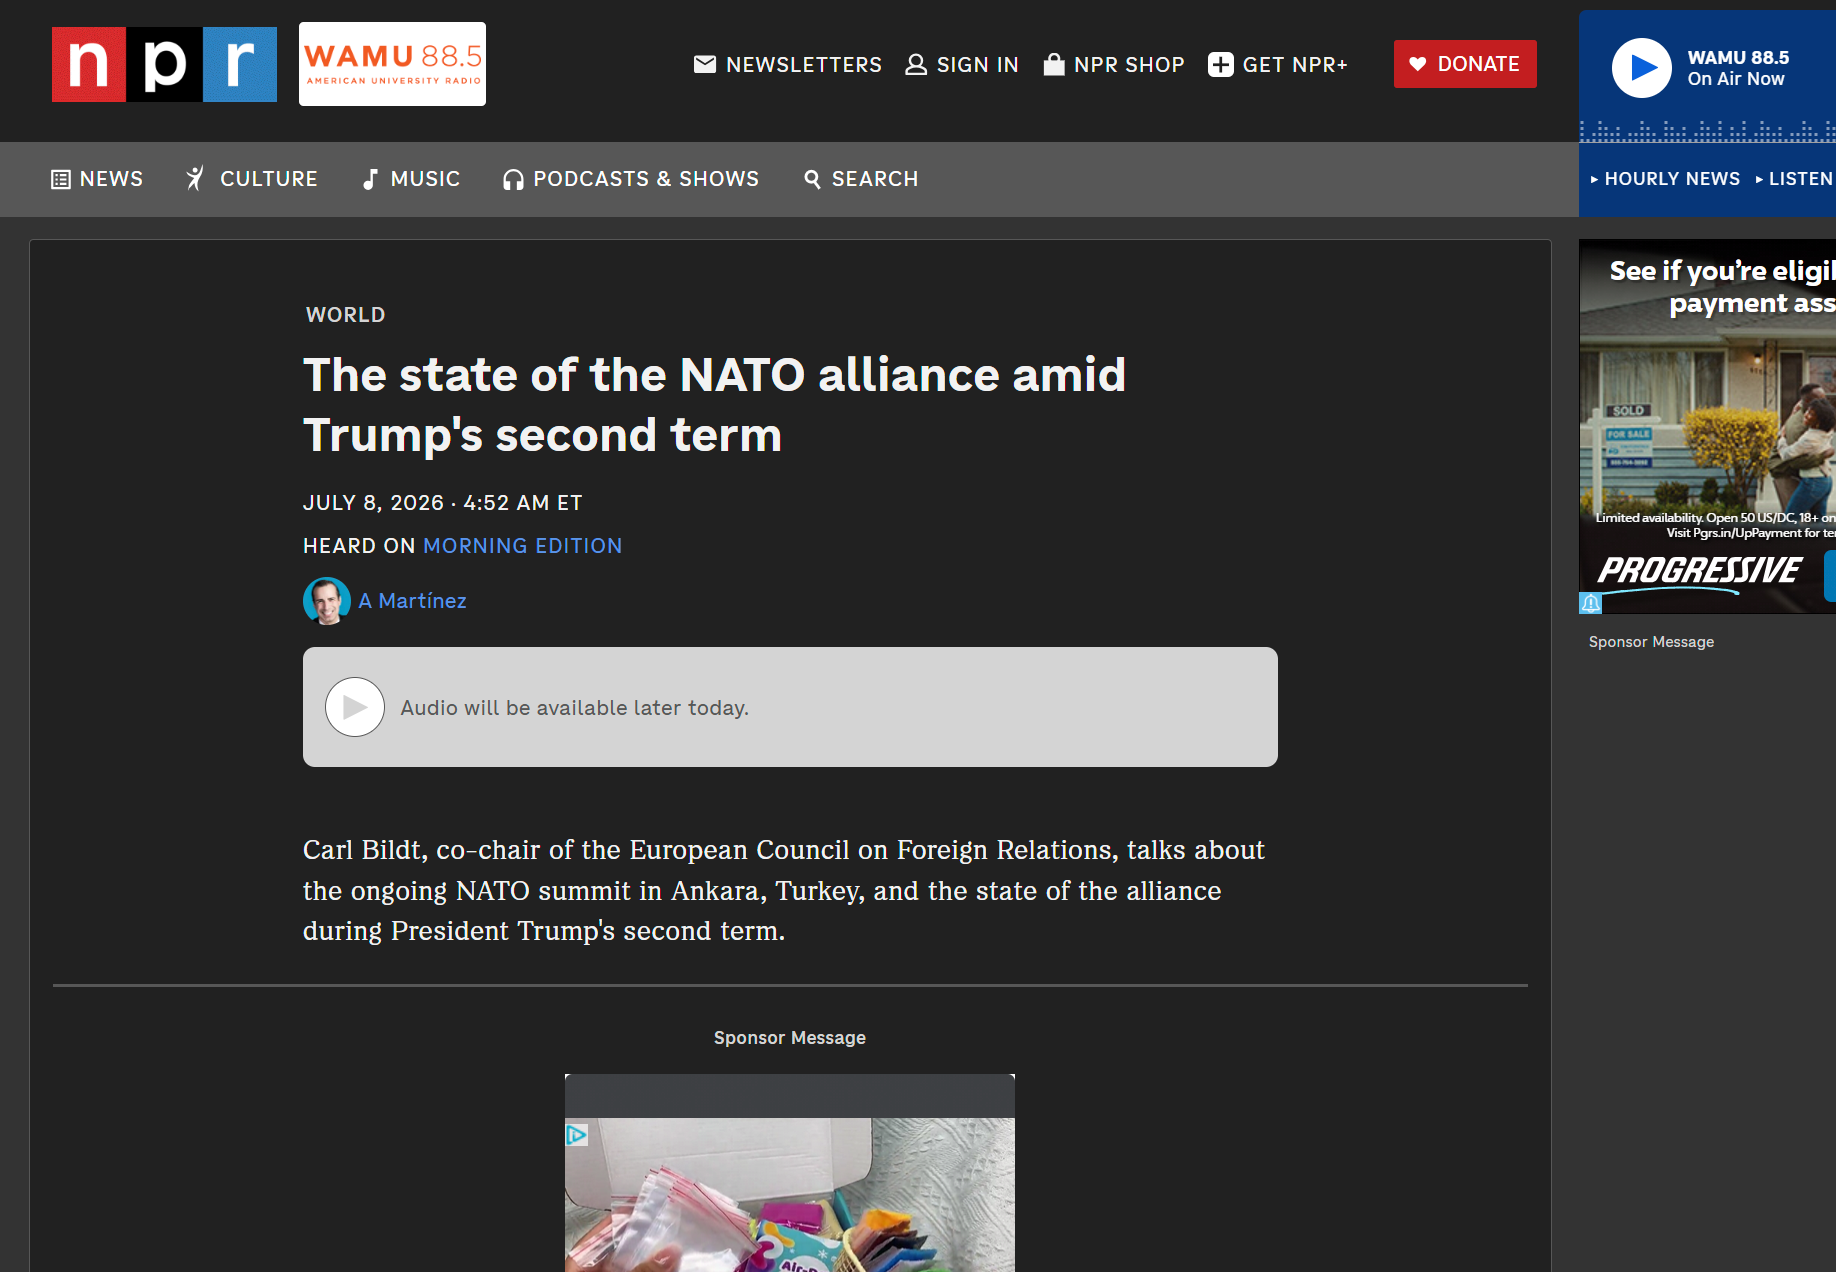 npr
WAMU 88.5
AMERICAN UNIVERSITY RADIO
NEWSLETTERS
SIGN IN
NPR SHOP
GET NPR+
DONATE
WAMU 88.5
On Air Now
NEWS
CULTURE
MUSIC
PODCASTS & SHOWS
SEARCH
HOURLY NEWS
LISTEN
WORLD
The state of the NATO alliance amid
Trump's second term
JULY 8, 2026 · 4:52 AM ET
HEARD ON MORNING EDITION
A Martínez
Audio will be available later today.
Carl Bildt, co-chair of the European Council on Foreign Relations, talks about
the ongoing NATO summit in Ankara, Turkey, and the state of the alliance
during President Trump's second term.
Sponsor Message
See if you're
payment
SOLD
FOR SALE
Limited availability. Open 50 US/DC, 18+
Visit Pgrs.in/UpPayment for
PROGRESSIVE
Sponsor Message